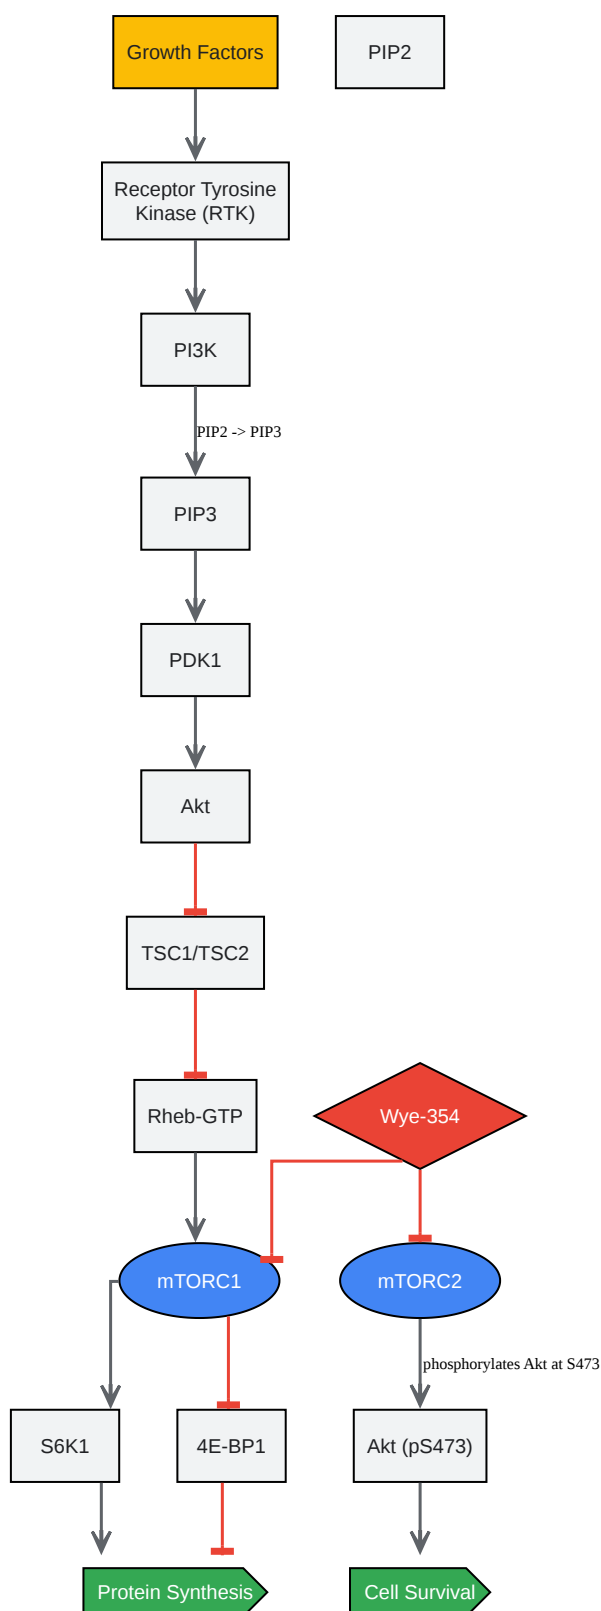 Growth Factors
PIP2
Receptor Tyrosine
Kinase (RTK)
PI3K
PIP2 -> PIP3
PIP3
PDK1
Akt
TSC1/TSC2
Rheb-GTP
Wye-354
mTORC1
mTORC2
phosphorylates Akt at S473
S6K1
4E-BP1
Akt (pS473)
Protein Synthesis
Cell Survival